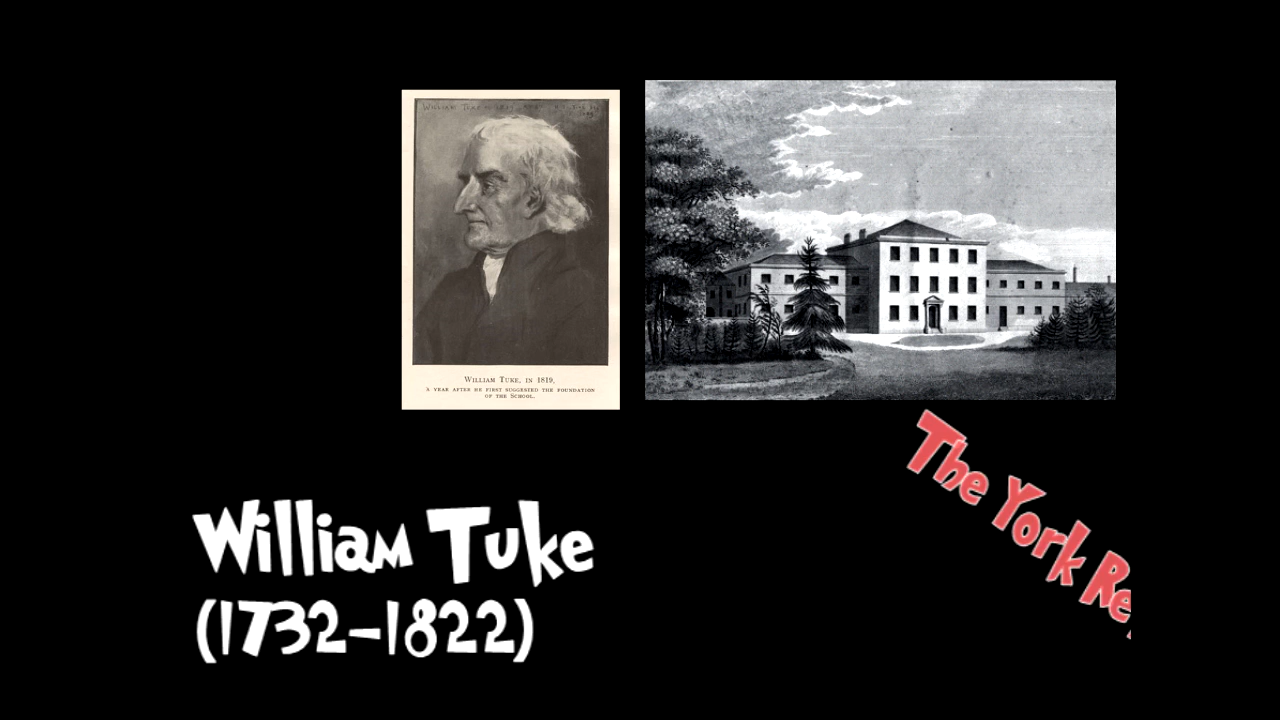 WILLIAM TUKE, IN 1819,
A YEAR AFTER HE FIRST SUGGESTED THE FOUNDATION
OF THE SCHOOL.
The York Re
William Tuke
(1732-1822)